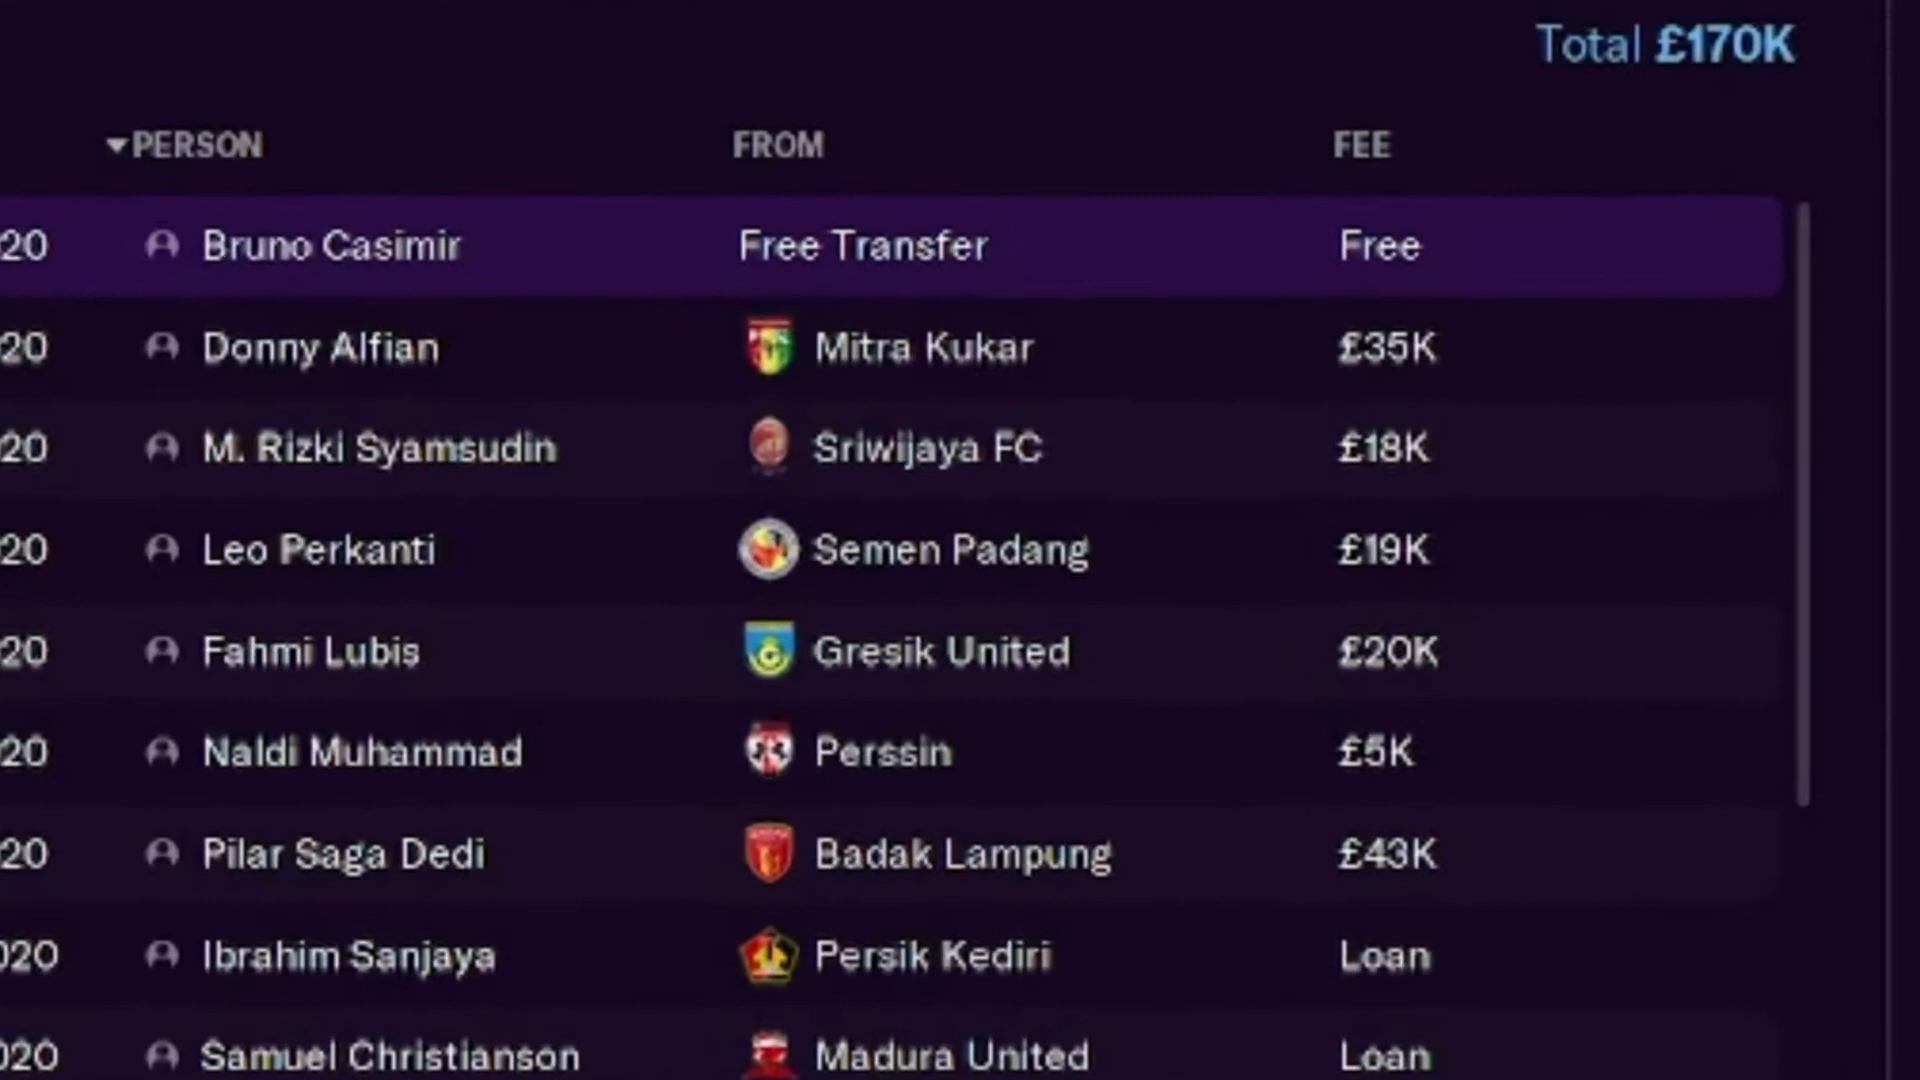 Total £170K
PERSON FROM FEE
20 Bruno Casimir Free Transfer Free
20 Donny Alfian Mitra Kukar £35K
20 M. Rizki Syamsudin Sriwijaya FC £18K
20 Leo Perkanti Semen Padang £19K
20 Fahmi Lubis Gresik United £20K
20 Naldi Muhammad Perssin £5K
20 Pilar Saga Dedi Badak Lampung £43K
020 Ibrahim Sanjaya Persik Kediri Loan
020 Samuel Christianson Madura United Loan